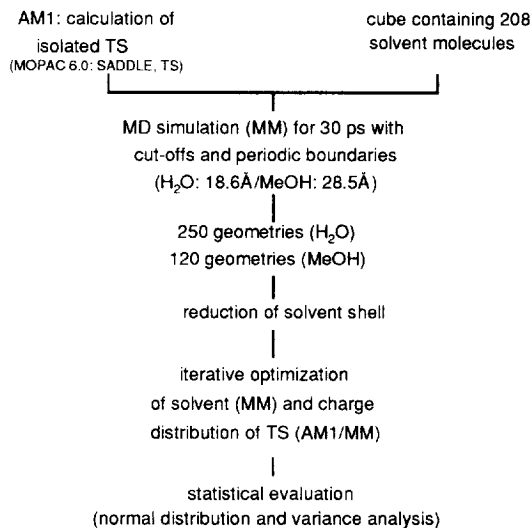 AM1: calculation of
isolated TS
(MOPAC 6.0: SADDLE, TS)
cube containing 208
solvent molecules
MD simulation (MM) for 30 ps with
cut-offs and periodic boundaries
(H₂O: 18.6Å/MeOH: 28.5Å)
250 geometries (H₂O)
120 geometries (MeOH)
reduction of solvent shell
iterative optimization
of solvent (MM) and charge
distribution of TS (AM1/MM)
statistical evaluation
(normal distribution and variance analysis)